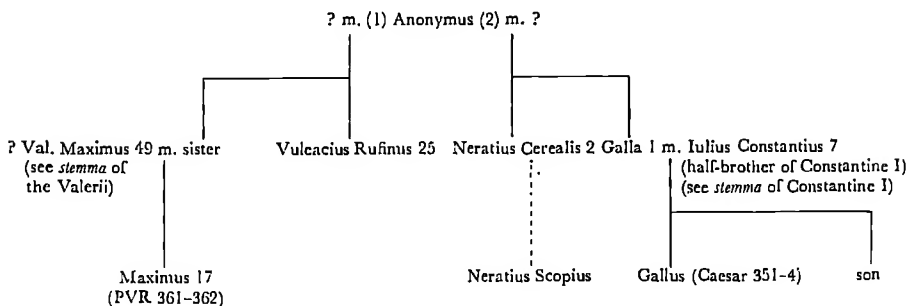 ? m. (1) Anonymus (2) m. ?
? Val. Maximus 49 m. sister Vulcacius Rufinus 25 Neratius Cerealis 2 Galla 1 m. Iulius Constantius 7
(see stemma of (half-brother of Constantine I)
the Valerii) (see stemma of Constantine I)
Maximus 17 Neratius Scopius Gallus (Caesar 351-4) son
(PVR 361-362)